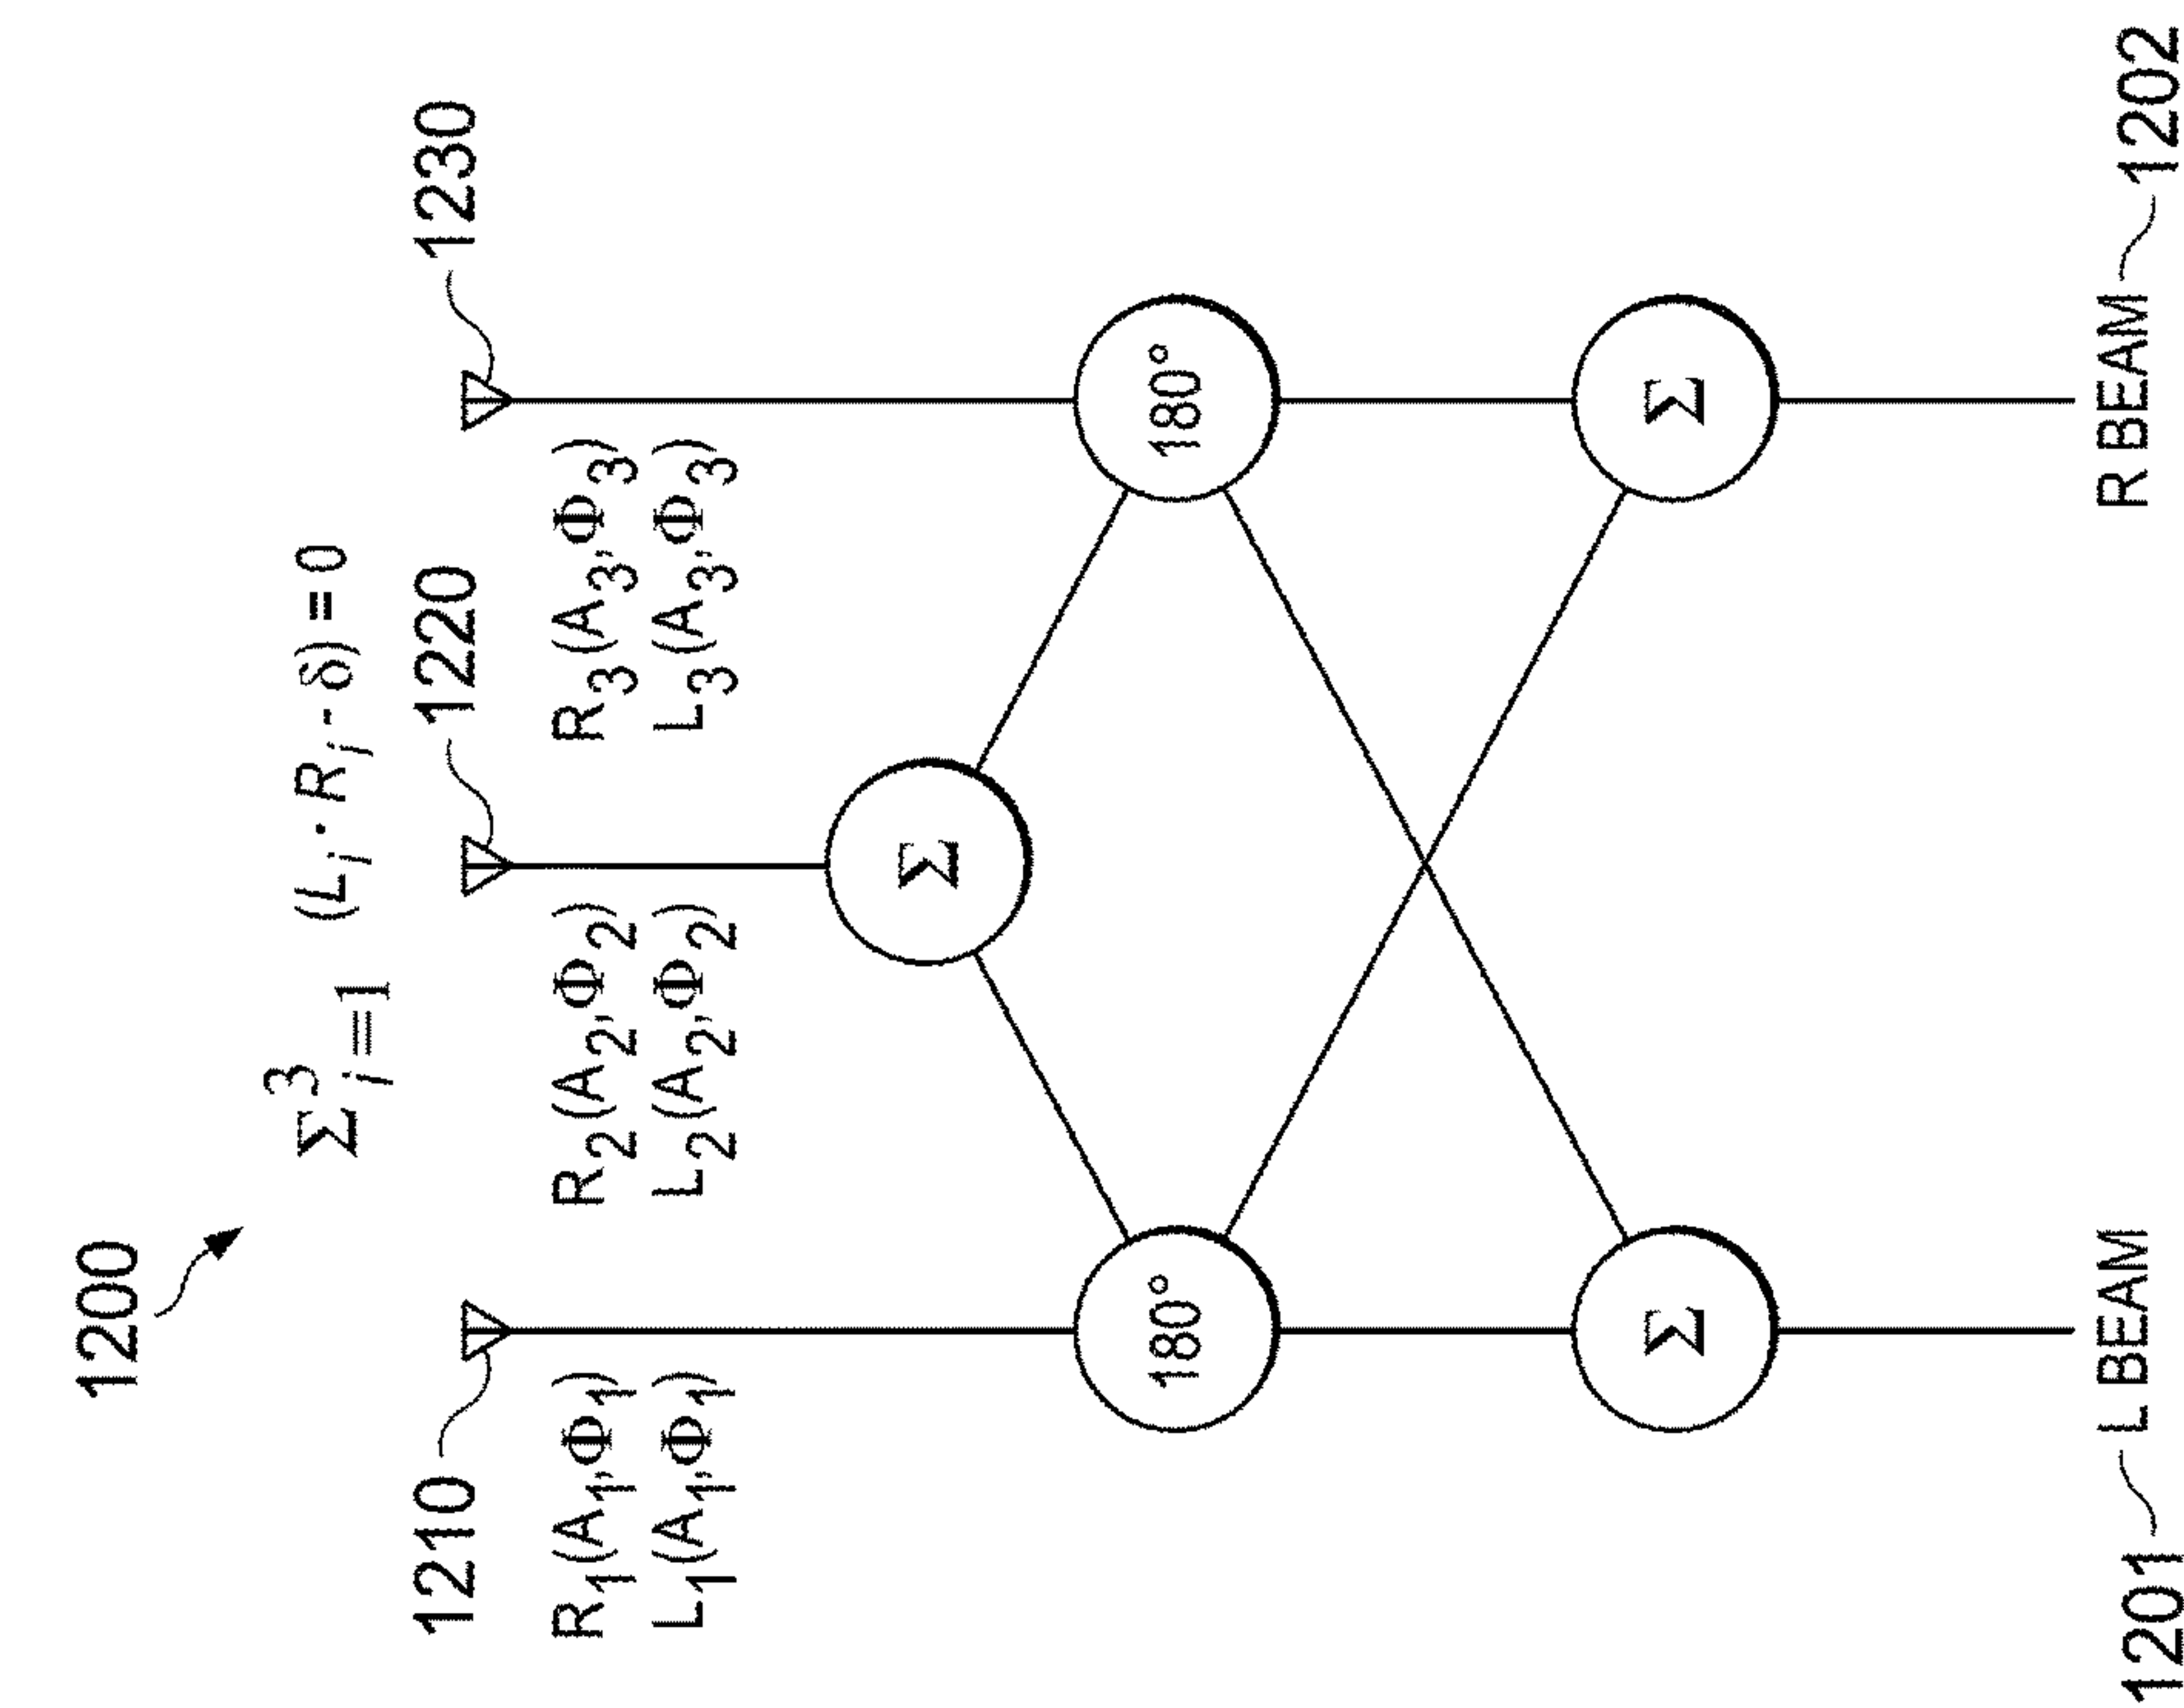 1200
Σ³ᵢ₌₁ (Lᵢ · Rᵢ - δ) = 0
1210 1220 1230
R₁(A₁,Φ₁) R₂(A₂,Φ₂) R₃(A₃,Φ₃)
L₁(A₁,Φ₁) L₂(A₂,Φ₂) L₃(A₃,Φ₃)
Σ
180° 180°
Σ Σ
1201 L BEAM R BEAM 1202